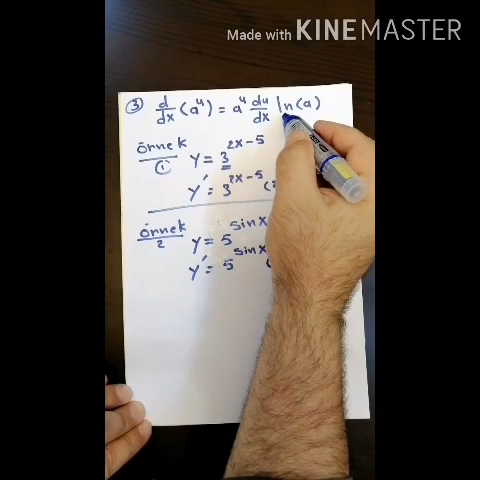 Made with KINEMASTER
③ d/dx (a^u) = a^u du/dx ln(a)
örnek ① y = 3^2x-5
y' = 3^2x-5 (
örnek 2 y = 5^sinx
y' = 5^sinx (